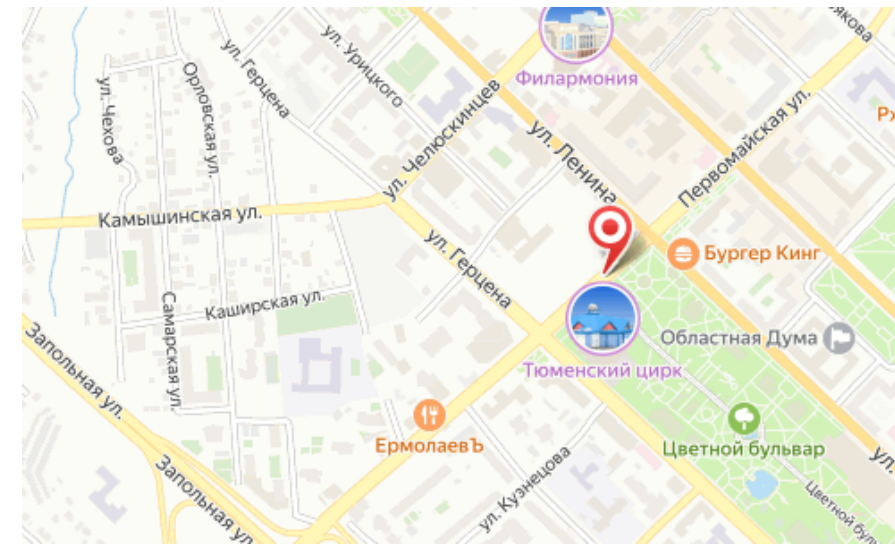 ул. Герцена
ул. Урицкого
Филармония
Орловская ул.
ул. Чехова
ул. Челюскинцев
ул. Ленина
Первомайская ул.
Камышинская ул.
ул. Герцена
Бургер Кинг
Каширская ул.
Самарская ул.
Запольная ул.
Областная Дума
Тюменский цирк
ЕрмолаевЪ
Цветной бульвар
ул. Кузнецова
Запольная ул.
ул.